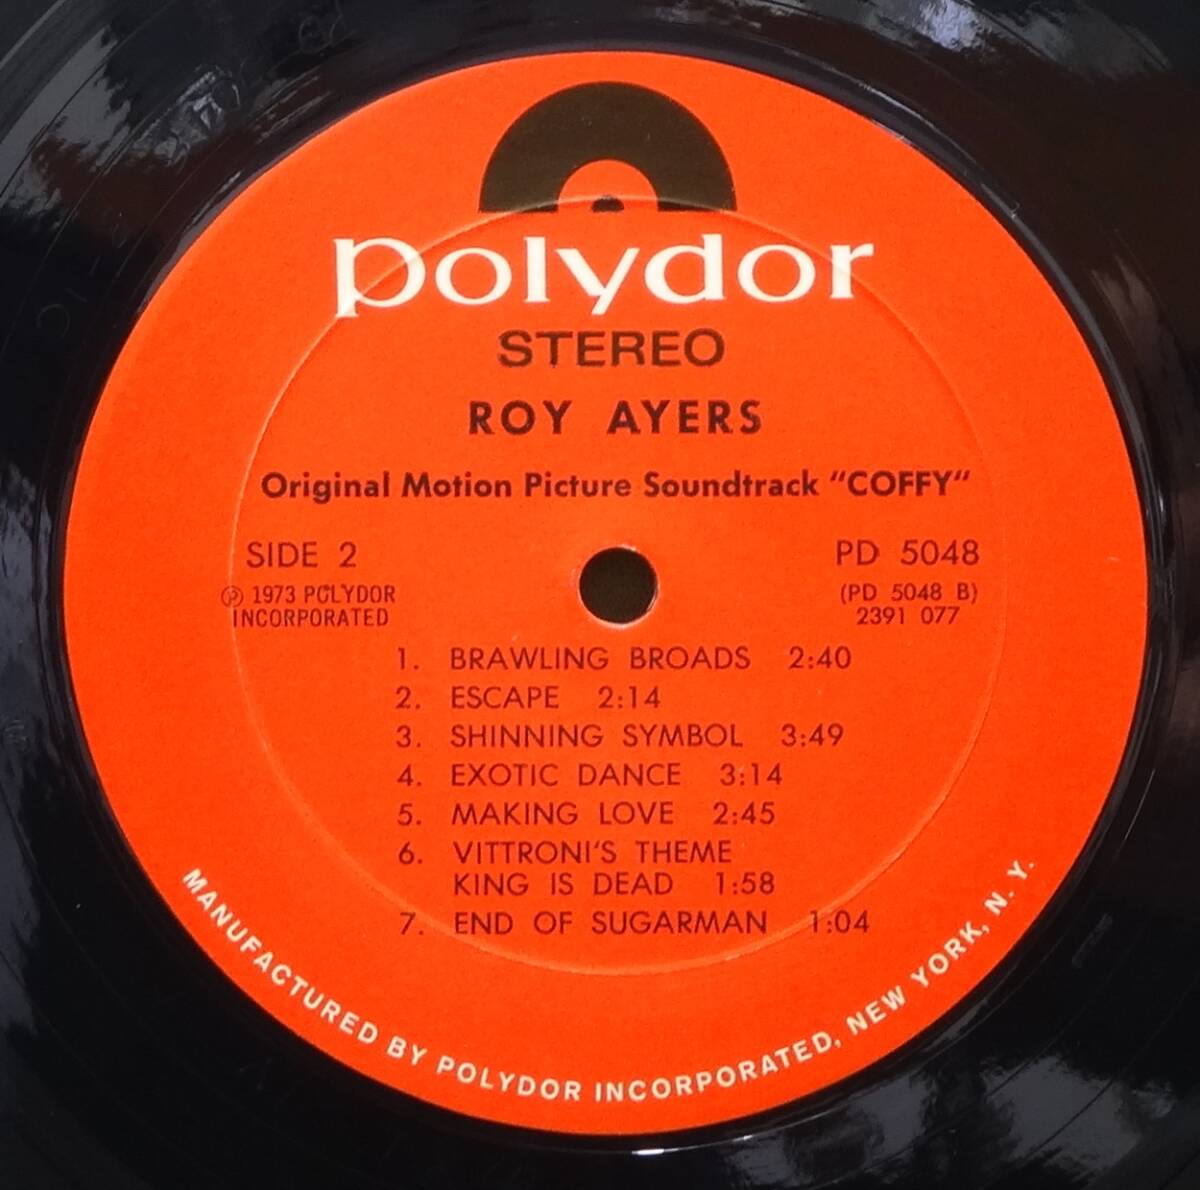 polydor
STEREO
ROY AYERS
Original Motion Picture Soundtrack "COFFY"
SIDE 2
PD 5048
℗ 1973 POLYDOR
INCORPORATED
(PD 5048 B)
2391 077
1. BRAWLING BROADS 2:40
2. ESCAPE 2:14
3. SHINNING SYMBOL 3:49
4. EXOTIC DANCE 3:14
5. MAKING LOVE 2:45
6. VITTRONI'S THEME
KING IS DEAD 1:58
7. END OF SUGARMAN 1:04
MANUFACTURED BY POLYDOR INCORPORATED, NEW YORK, N. Y.